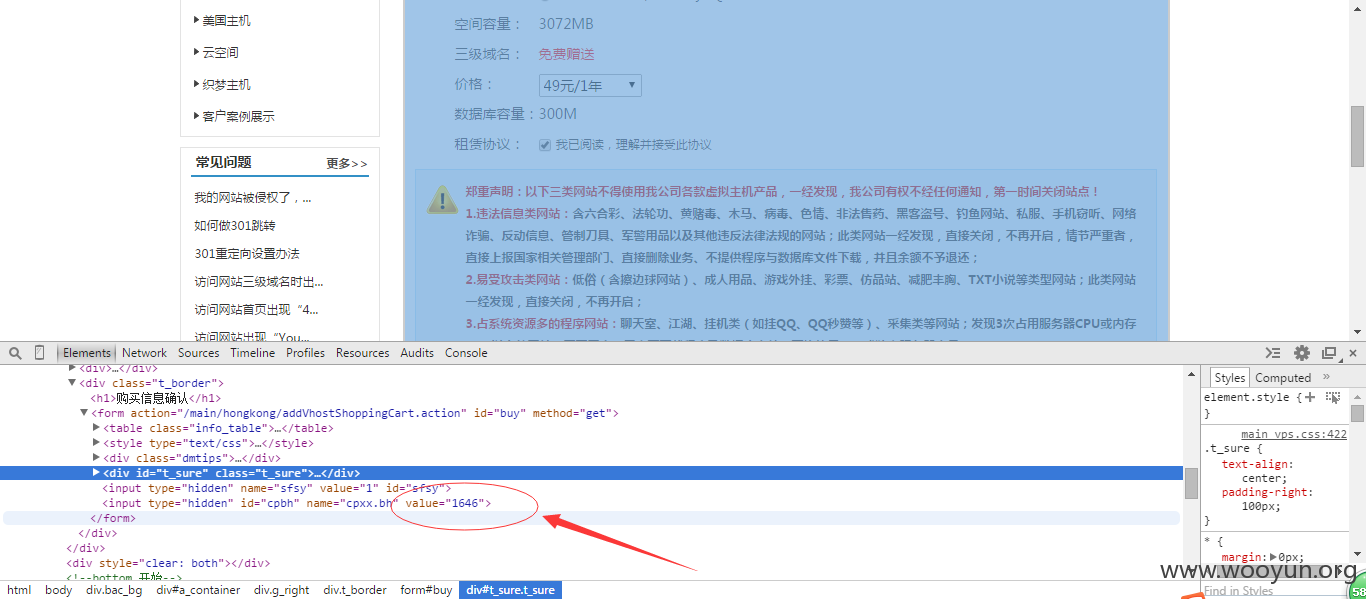 美国主机
云空间
织梦主机
客户案例展示
常见问题 更多>>
我的网站被侵权了，...
如何做301跳转
301重定向设置办法
访问网站三级域名时出...
访问网站首页出现“4...
访问网站出现“You...
空间容量： 3072MB
三级域名： 免费赠送
价格： 49元/1年
数据库容量：300M
租赁协议： 我已阅读，理解并接受此协议
郑重声明：以下三类网站不得使用我公司各款虚拟主机产品，一经发现，我公司有权不经任何通知，第一时间关闭站点！
1.违法信息类网站：含六合彩、法轮功、黄赌毒、木马、病毒、色情、非法售药、黑客盗号、钓鱼网站、私服、手机窃听、网络
诈骗、反动信息、管制刀具、军警用品以及其他违反法律法规的网站；此类网站一经发现，直接关闭，不再开启，情节严重者，
直接上报国家相关管理部门、直接删除业务、不提供程序与数据库文件下载，并且余额不予退还；
2.易受攻击类网站：低俗（含擦边球网站）、成人用品、游戏外挂、彩票、仿品站、减肥丰胸、TXT小说等类型网站；此类网站
一经发现，直接关闭，不再开启；
3.占系统资源多的程序网站：聊天室、江湖、挂机类（如挂QQ、QQ秒赞等）、采集类等网站；发现3次占用服务器CPU或内存
Elements Network Sources Timeline Profiles Resources Audits Console
<div>…</div>
<div class="t_border">
<h1>购买信息确认</h1>
<form action="/main/hongkong/addVhostShoppingCart.action" id="buy" method="get">
<table class="info_table">…</table>
<style type="text/css">…</style>
<div class="dmtips">…</div>
<div id="t_sure" class="t_sure">…</div>
<input type="hidden" name="sfsy" value="1" id="sfsy">
<input type="hidden" id="cpbh" name="cpxx.bh" value="1646">
</form>
</div>
</div>
<div style="clear: both"></div>
<!--bottom 开始-->
html body div.bac_bg div#a_container div.g_right div.t_border form#buy div#t_sure.t_sure
Styles Computed »
element.style {
}
main_vps.css:422
.t_sure {
text-align:
center;
padding-right:
100px;
}
* {
margin:▶0px;
www.wooyun.org
Find in Styles
58